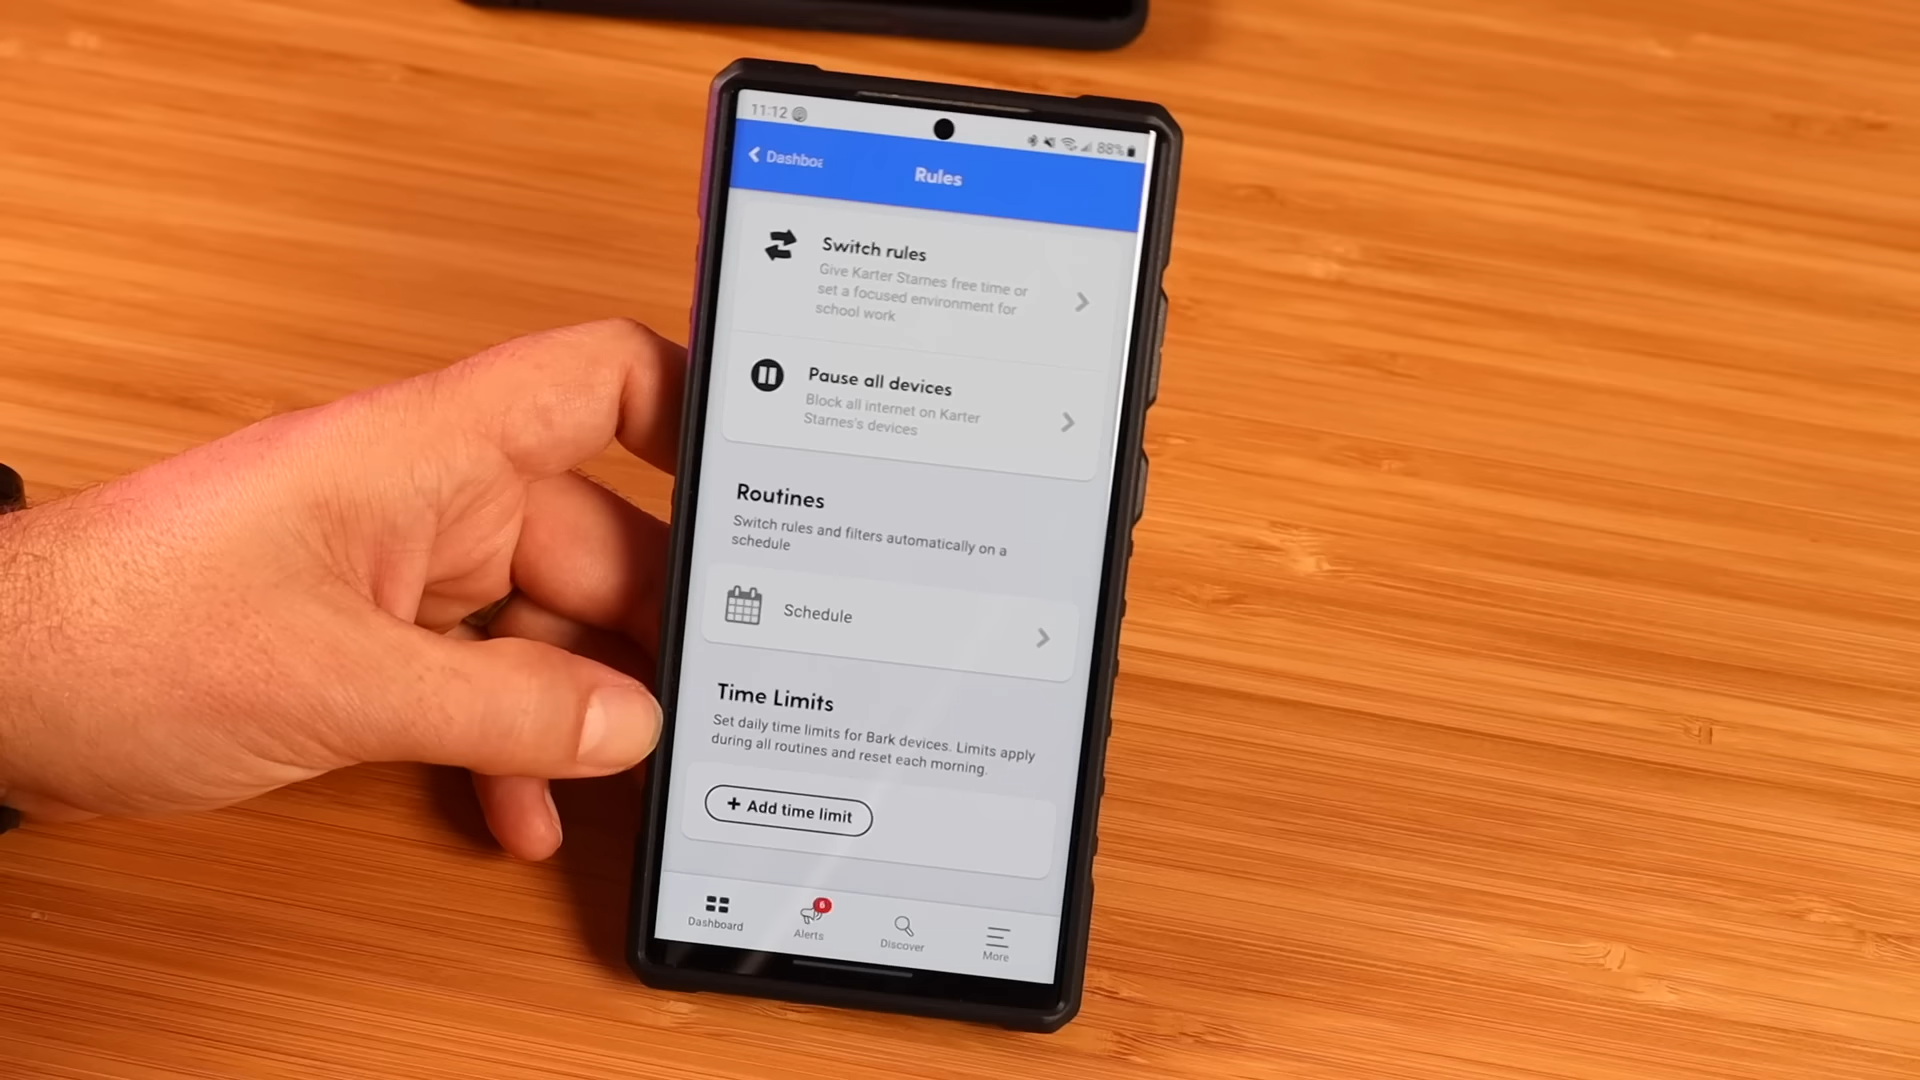 11:12
88%
Dashboa
Rules
Switch rules
Give Karter Starnes free time or
set a focused environment for
school work
Pause all devices
Block all internet on Karter
Starnes's devices
Routines
Switch rules and filters automatically on a
schedule
Schedule
Time Limits
Set daily time limits for Bark devices. Limits apply
during all routines and reset each morning.
+ Add time limit
6
Dashboard
Alerts
Discover
More